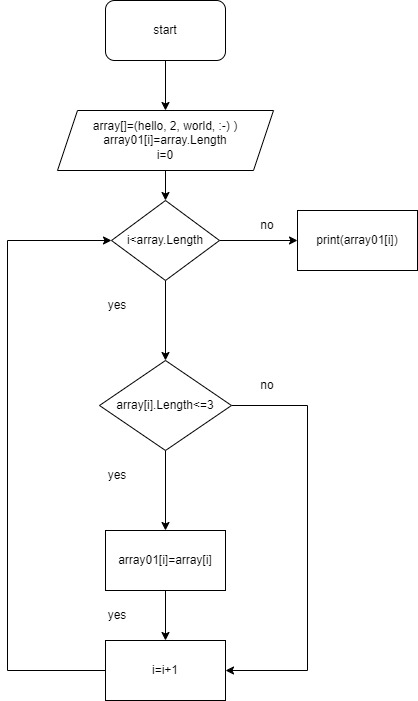 start
array[]=(hello, 2, world, :-) )
array01[i]=array.Length
i=0
i<array.Length
no
print(array01[i])
yes
array[i].Length<=3
no
yes
array01[i]=array[i]
yes
i=i+1